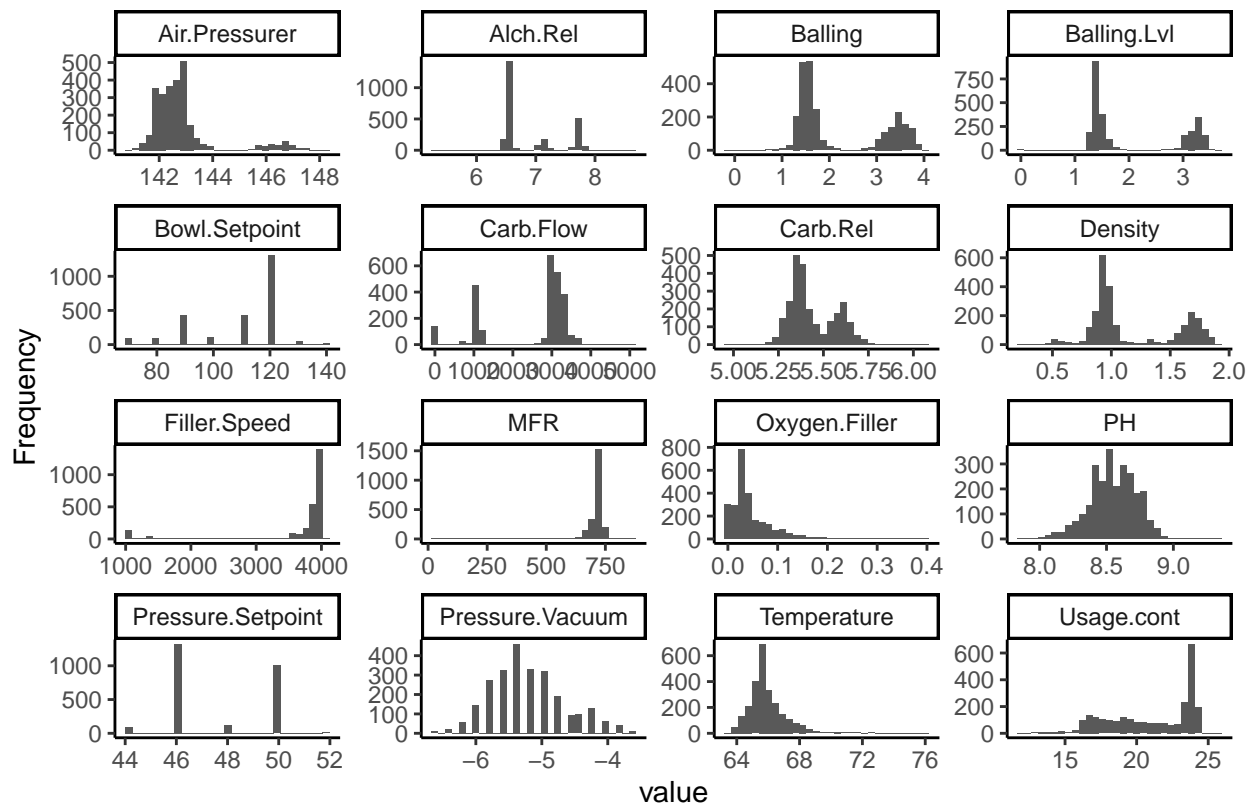 Air.Pressurer Alch.Rel Balling Balling.Lvl
500 400 300 200 100 0 1000 500 0 400 200 0 750 500 250 0
142 144 146 148 6 7 8 0 1 2 3 4 0 1 2 3
Bowl.Setpoint Carb.Flow Carb.Rel Density
1000 500 0 600 400 200 0 500 400 300 200 100 0 600 400 200 0
80 100 120 140 0 1000 2000 3000 4000 5000 5.00 5.25 5.50 5.75 6.00 0.5 1.0 1.5 2.0
Frequency
Filler.Speed MFR Oxygen.Filler PH
1000 500 0 1500 1000 500 0 800 600 400 200 0 300 200 100 0
1000 2000 3000 4000 0 250 500 750 0.0 0.1 0.2 0.3 0.4 8.0 8.5 9.0
Pressure.Setpoint Pressure.Vacuum Temperature Usage.cont
1000 500 0 400 300 200 100 0 600 400 200 0 600 400 200 0
44 46 48 50 52 −6 −5 −4 64 68 72 76 15 20 25
value